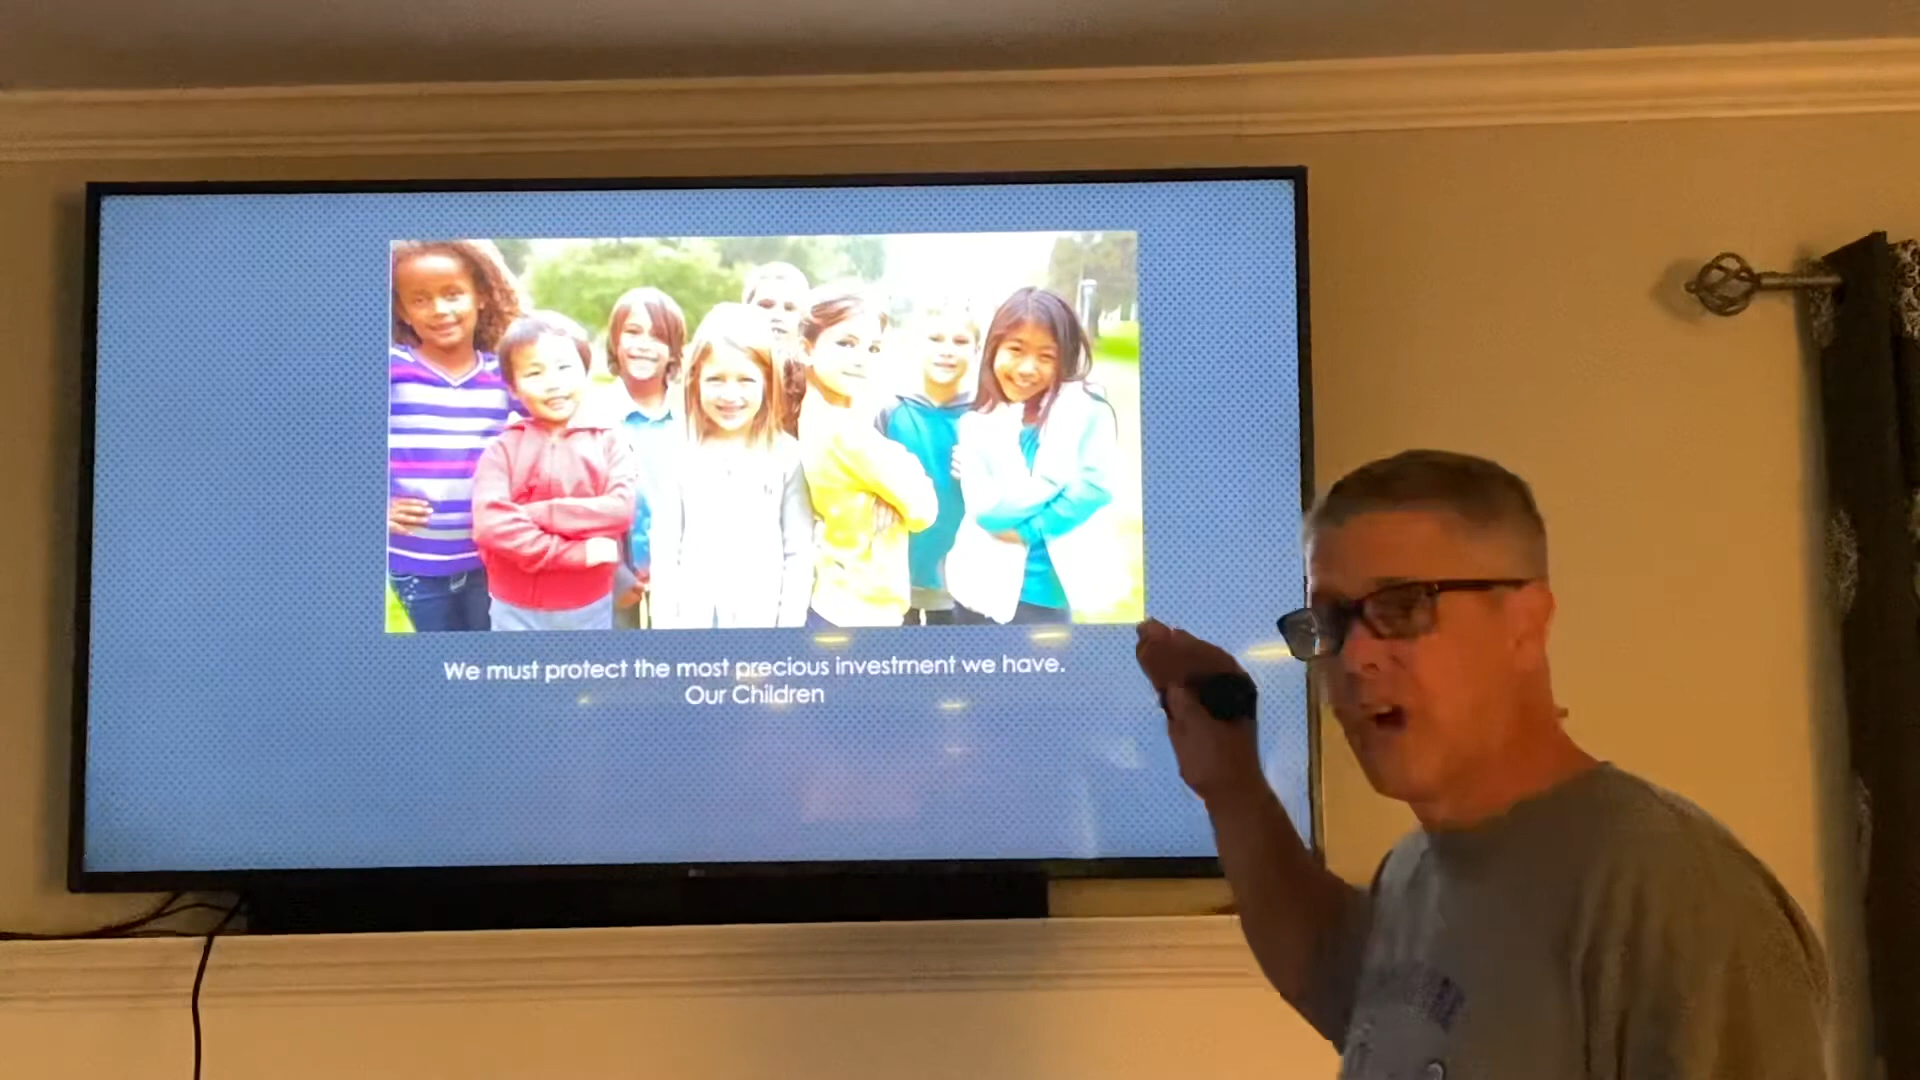 We must protect the most precious investment we have.
Our Children